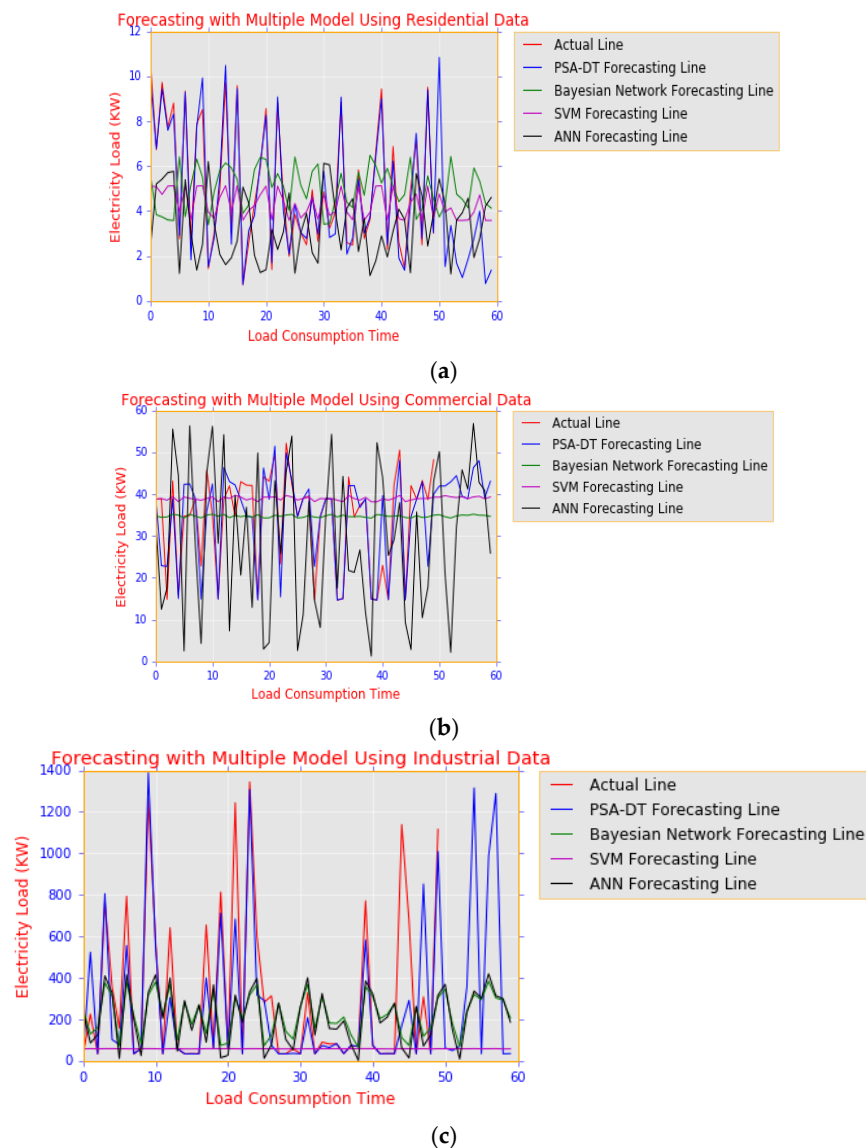 Forecasting with Multiple Model Using Residential Data
12
10
8
6
4
2
0
Electricity Load (KW)
0 10 20 30 40 50 60
Load Consumption Time
Actual Line
PSA-DT Forecasting Line
Bayesian Network Forecasting Line
SVM Forecasting Line
ANN Forecasting Line
(a)
Forecasting with Multiple Model Using Commercial Data
60
50
40
30
20
10
0
Electricity Load (KW)
0 10 20 30 40 50 60
Load Consumption Time
Actual Line
PSA-DT Forecasting Line
Bayesian Network Forecasting Line
SVM Forecasting Line
ANN Forecasting Line
(b)
Forecasting with Multiple Model Using Industrial Data
1400
1200
1000
800
600
400
200
0
Electricity Load (KW)
0 10 20 30 40 50 60
Load Consumption Time
Actual Line
PSA-DT Forecasting Line
Bayesian Network Forecasting Line
SVM Forecasting Line
ANN Forecasting Line
(c)